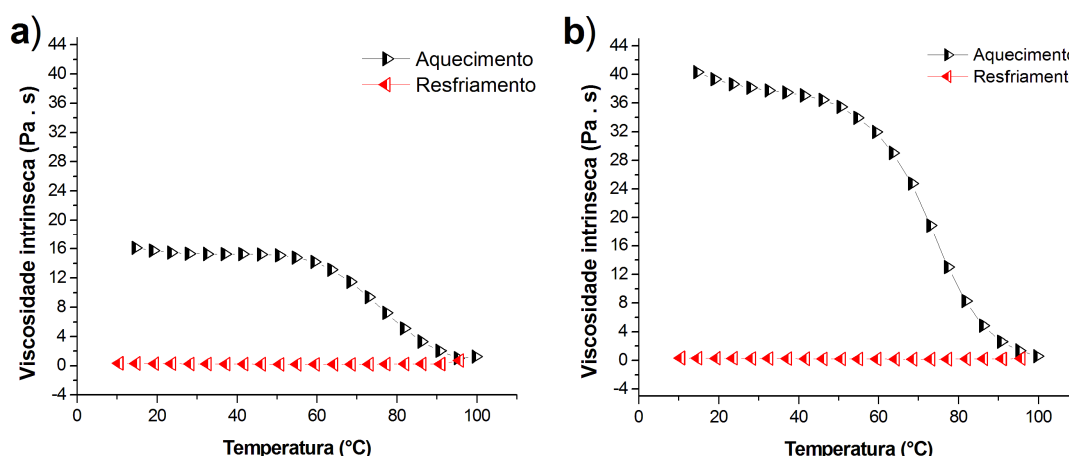 a)
44
40
36
32
28
24
20
16
12
8
4
0
-4
Viscosidade intrinseca (Pa . s)
Aquecimento
Resfriamento
0 20 40 60 80 100
Temperatura (°C)
b)
44
40
36
32
28
24
20
16
12
8
4
0
-4
Viscosidade intrinseca (Pa . s)
Aquecimento
Resfriament
0 20 40 60 80 100
Temperatura (°C)